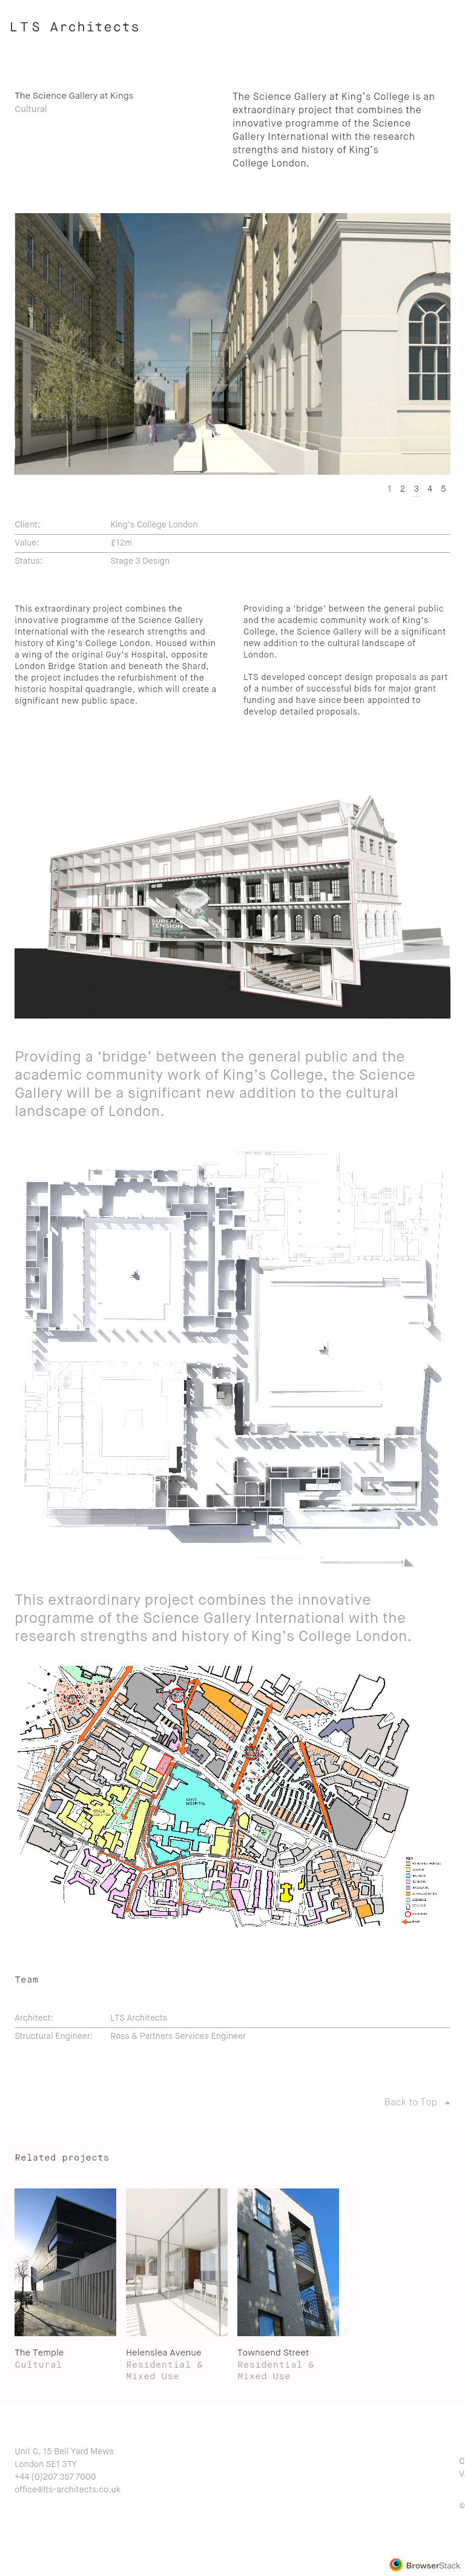 LTS Architects
The Science Gallery at Kings
Cultural
The Science Gallery at King's College is an
extraordinary project that combines the
innovative programme of the Science
Gallery International with the research
strengths and history of King's
College London.
1 2 3 4 5
Client: King's College London
Value: £12m
Status: Stage 3 Design
This extraordinary project combines the
innovative programme of the Science Gallery
International with the research strengths and
history of King's College London. Housed within
a wing of the original Guy's Hospital, opposite
London Bridge Station and beneath the Shard,
the project includes the refurbishment of the
historic hospital quadrangle, which will create a
significant new public space.
Providing a 'bridge' between the general public
and the academic community work of King's
College, the Science Gallery will be a significant
new addition to the cultural landscape of
London.
LTS developed concept design proposals as part
of a number of successful bids for major grant
funding and have since been appointed to
develop detailed proposals.
SURFACE
TENSION
Providing a 'bridge' between the general public and the
academic community work of King's College, the Science
Gallery will be a significant new addition to the cultural
landscape of London.
This extraordinary project combines the innovative
programme of the Science Gallery International with the
research strengths and history of King's College London.
HOSPITAL
KEY
Team
Architect: LTS Architects
Structural Engineer: Ross & Partners Services Engineer
Back to Top
Related projects
The Temple
Cultural
Helenslea Avenue
Residential &
Mixed Use
Townsend Street
Residential &
Mixed Use
Unit C, 15 Bell Yard Mews
London SE1 3TY
+44 (0)207 357 7000
office@lts-architects.co.uk
C
V
©
BrowserStack